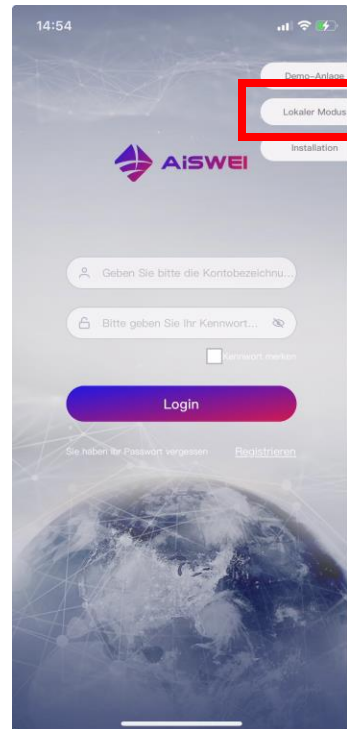 14:54
Demo-Anlage
Lokaler Modus
Installation
AiSWEI
Geben Sie bitte die Kontobezeichnu...
Bitte geben Sie Ihr Kennwort...
Kennwort merken
Login
Sie haben Ihr Passwort vergessen
Registrieren